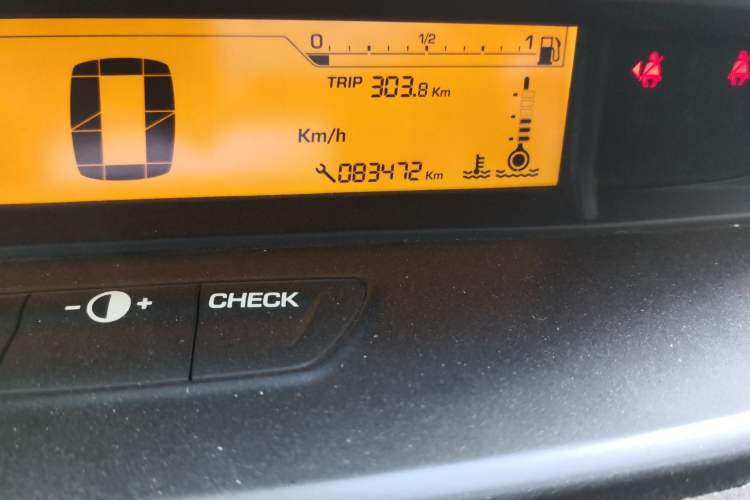 0 1/2 1
TRIP 303.8 Km
0 Km/h
083472 Km
- + CHECK